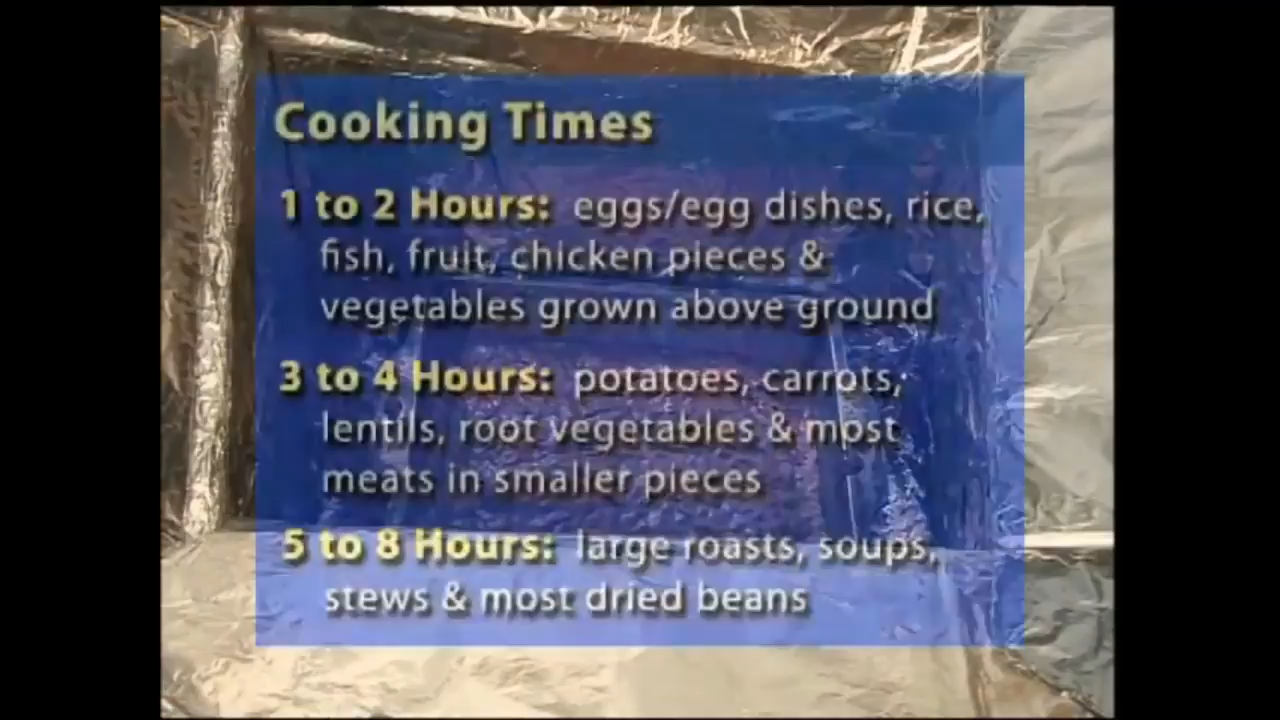 Cooking Times
1 to 2 Hours: eggs/egg dishes, rice,
fish, fruit, chicken pieces &
vegetables grown above ground
3 to 4 Hours: potatoes, carrots,
lentils, root vegetables & most
meats in smaller pieces
5 to 8 Hours: large roasts, soups,
stews & most dried beans